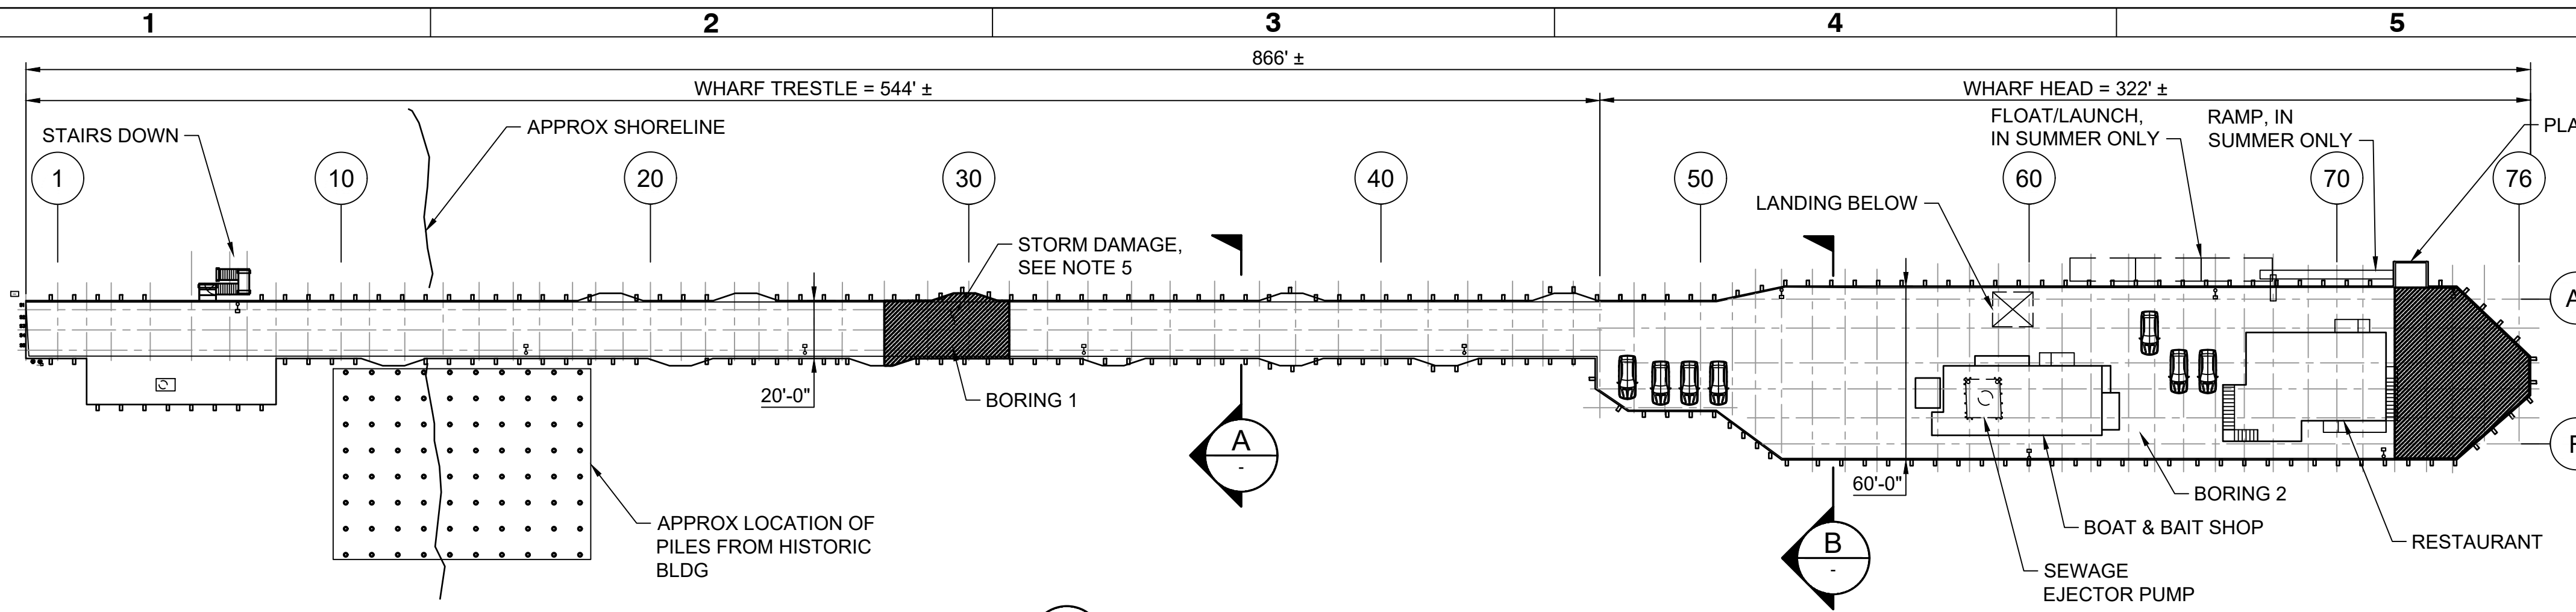 1 2 3 4 5
866' ±
WHARF TRESTLE = 544' ±
WHARF HEAD = 322' ±
STAIRS DOWN
APPROX SHORELINE
FLOAT/LAUNCH,
IN SUMMER ONLY
RAMP, IN
SUMMER ONLY
1 10 20 30 40 50 60 70 76
LANDING BELOW
STORM DAMAGE,
SEE NOTE 5
20'-0"
BORING 1
A
-
60'-0"
BORING 2
APPROX LOCATION OF
PILES FROM HISTORIC
BLDG
BOAT & BAIT SHOP
RESTAURANT
B
-
SEWAGE
EJECTOR PUMP